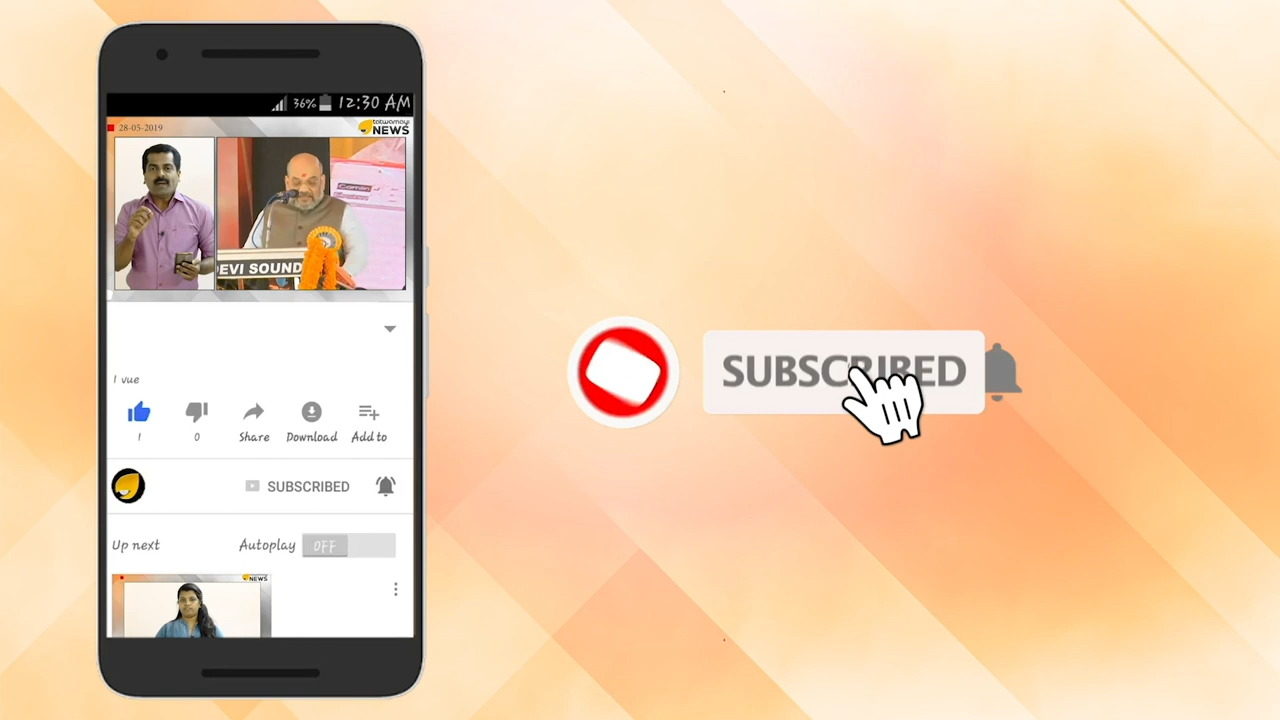 36% 12:30 AM
28-05-2019
tatwamayi
NEWS
DEVI SOUND
1 vue
1 0 Share Download Add to
SUBSCRIBED
Up next Autoplay OFF
NEWS
SUBSCRIBED